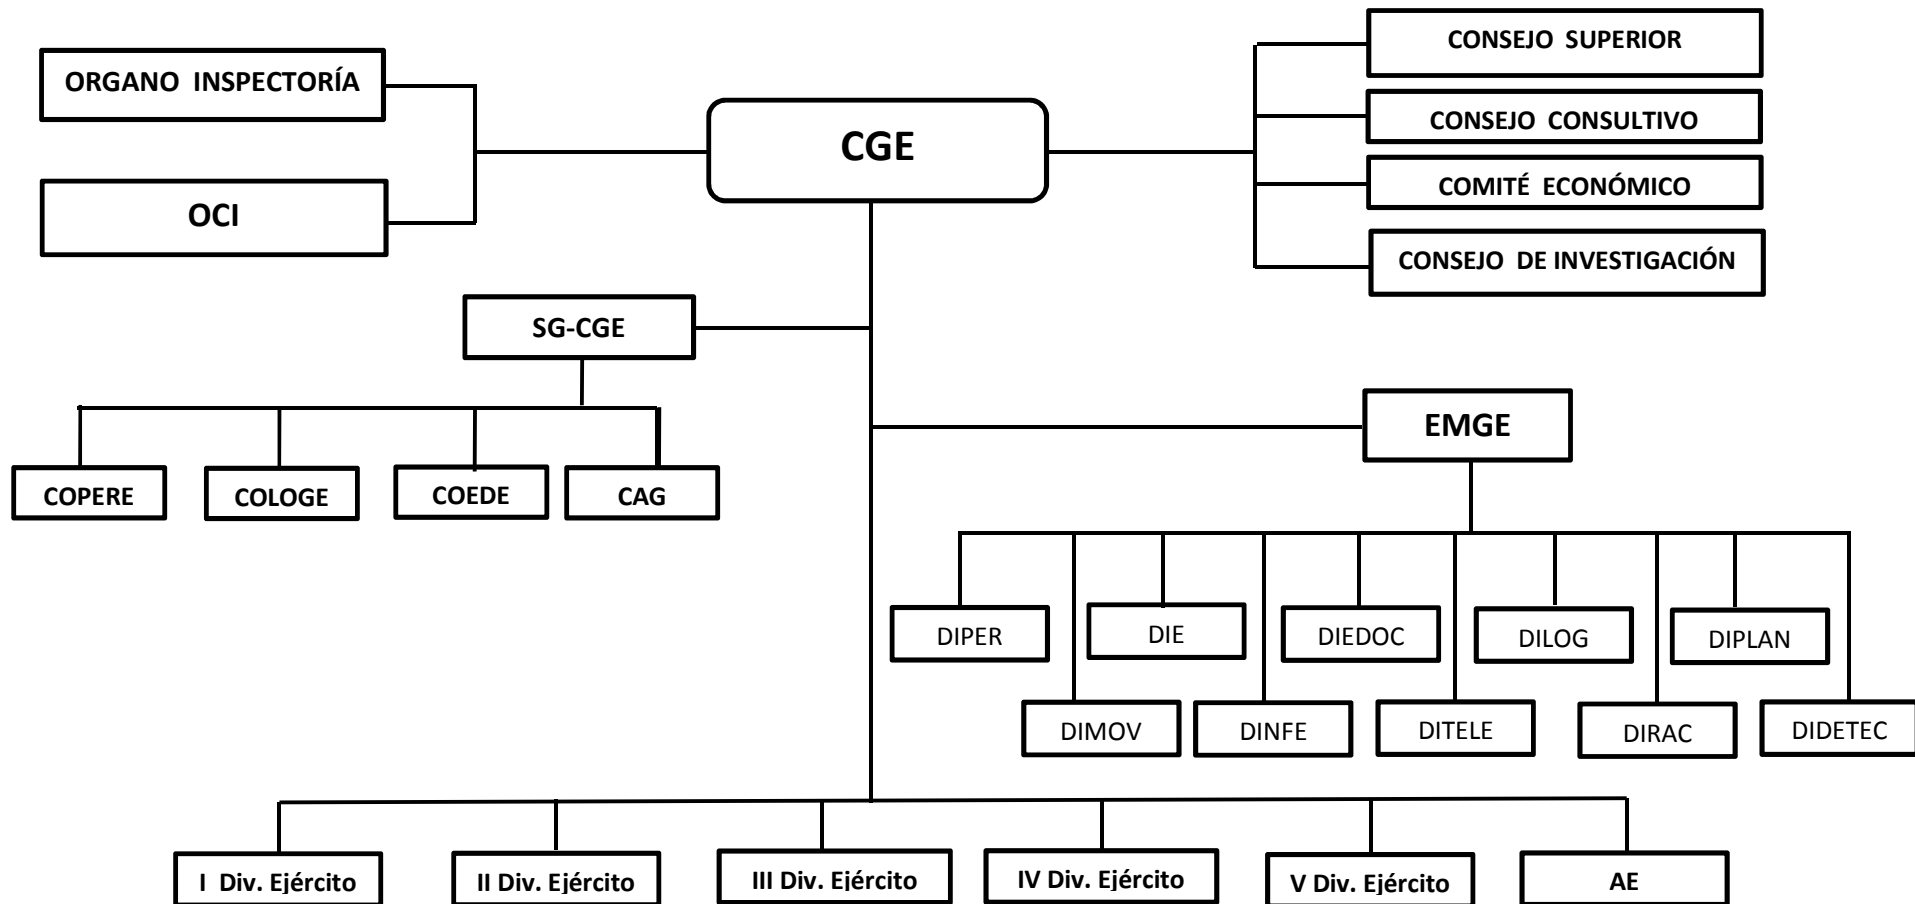 ORGANO INSPECTORÍA
OCI
CGE
CONSEJO SUPERIOR
CONSEJO CONSULTIVO
COMITÉ ECONÓMICO
CONSEJO DE INVESTIGACIÓN
SG-CGE
COPERE
COLOGE
COEDE
CAG
EMGE
DIPER
DIE
DIEDOC
DILOG
DIPLAN
DIMOV
DINFE
DITELE
DIRAC
DIDETEC
I Div. Ejército
II Div. Ejército
III Div. Ejército
IV Div. Ejército
V Div. Ejército
AE